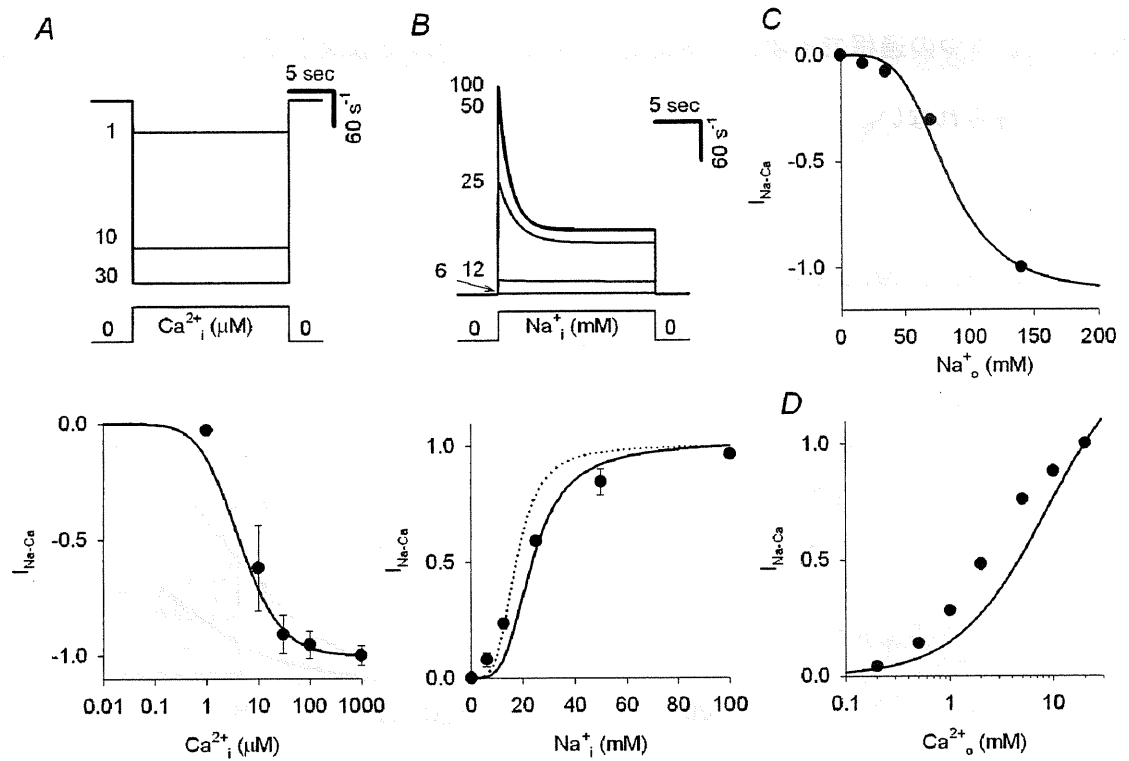 A
5 sec
60 s⁻¹
1
10
30
0 Ca²⁺ᵢ (μM) 0
B
100
50
25
6 12
5 sec
60 s⁻¹
0 Na⁺ᵢ (mM) 0
C
0.0
-0.5
-1.0
I Na-Ca
0 50 100 150 200
Na⁺ₒ (mM)
0.0
-0.5
-1.0
I Na-Ca
0.01 0.1 1 10 100 1000
Ca²⁺ᵢ (μM)
1.0
0.5
0.0
I Na-Ca
0 20 40 60 80 100
Na⁺ᵢ (mM)
D
1.0
0.5
0.0
I Na-Ca
0.1 1 10
Ca²⁺ₒ (mM)